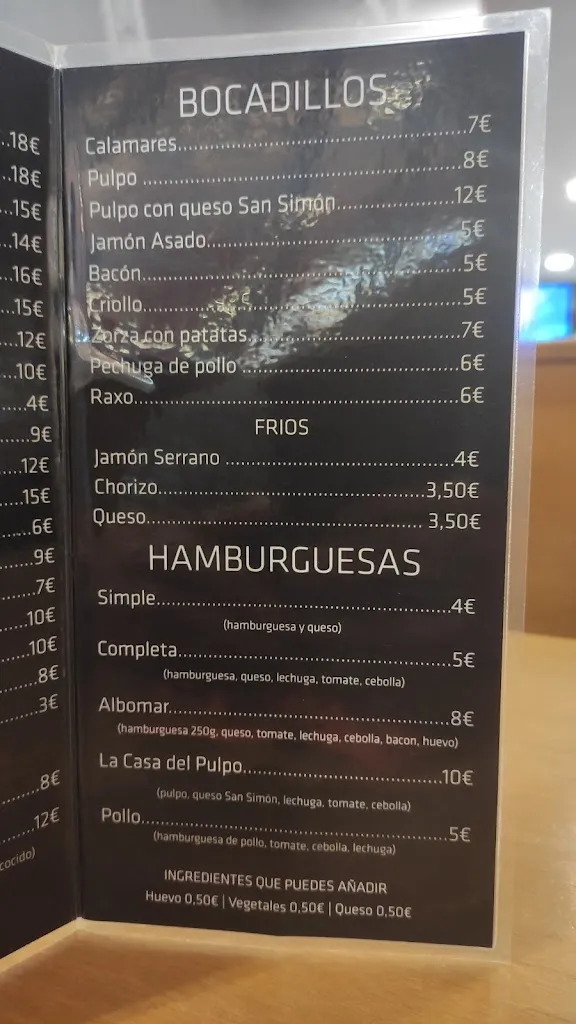 ..18€
..18€
...15€
...14€
...16€
...15€
...12€
...10€
....4€
....9€
...12€
...15€
....6€
....9€
....7€
...10€
...10€
....8€
....3€
.......8€
......12€
cocido)
BOCADILLOS
Calamares....7€
Pulpo ....8€
Pulpo con queso San Simón....12€
Jamón Asado....5€
Bacón....5€
Criollo....5€
Zorza con patatas....7€
Pechuga de pollo ....6€
Raxo....6€
FRIOS
Jamón Serrano ....4€
Chorizo....3,50€
Queso.... 3,50€
HAMBURGUESAS
Simple....4€
(hamburguesa y queso)
Completa....5€
(hamburguesa, queso, lechuga, tomate, cebolla)
Albomar....8€
(hamburguesa 250g, queso, tomate, lechuga, cebolla, bacon, huevo)
La Casa del Pulpo....10€
(pulpo, queso San Simón, lechuga, tomate, cebolla)
Pollo....5€
(hamburguesa de pollo, tomate, cebolla, lechuga)
INGREDIENTES QUE PUEDES AÑADIR
Huevo 0,50€ | Vegetales 0,50€ | Queso 0,50€